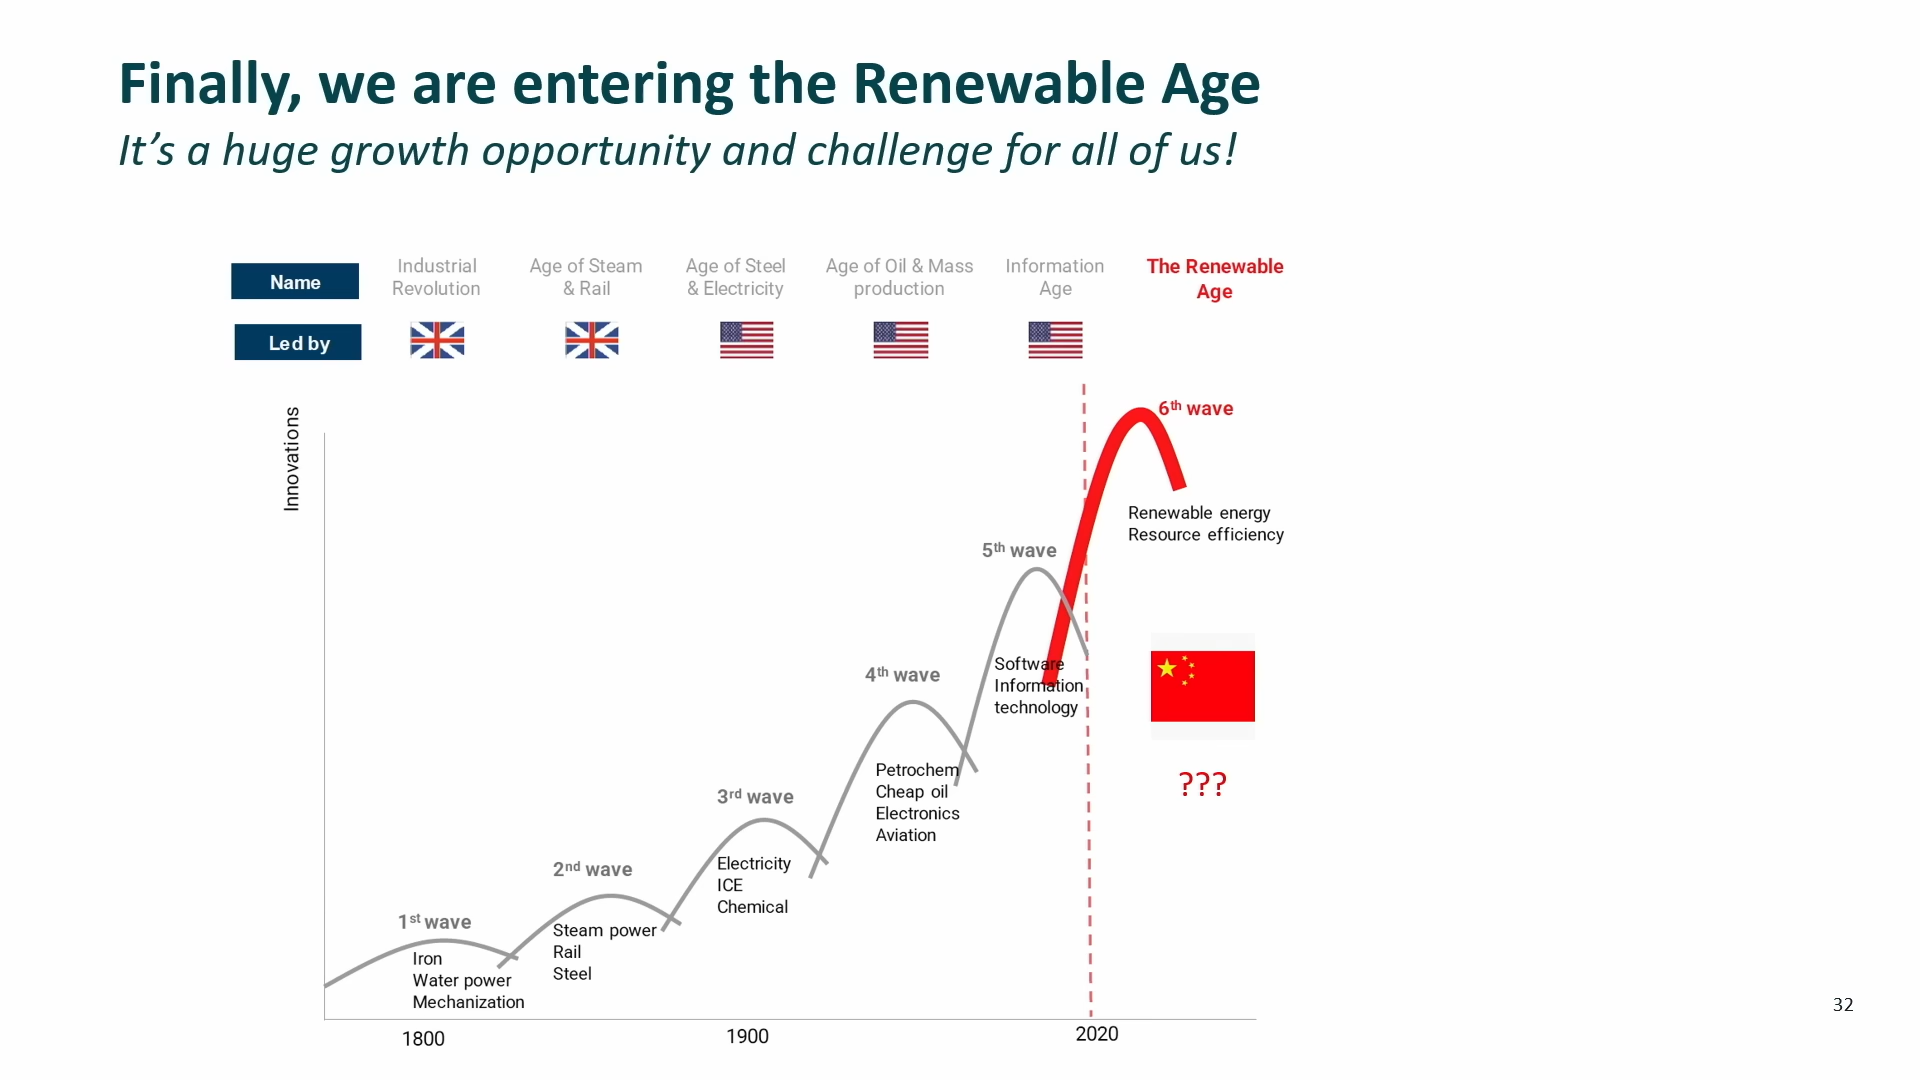 Finally, we are entering the Renewable Age
It’s a huge growth opportunity and challenge for all of us!
Name
Industrial
Revolution
Age of Steam
& Rail
Age of Steel
& Electricity
Age of Oil & Mass
production
Information
Age
The Renewable
Age
Led by
Innovations
6th wave
Renewable energy
Resource efficiency
5th wave
Software
Information
technology
4th wave
Petrochem
Cheap oil
Electronics
Aviation
3rd wave
Electricity
ICE
Chemical
2nd wave
Steam power
Rail
Steel
1st wave
Iron
Water power
Mechanization
???
1800
1900
2020
32